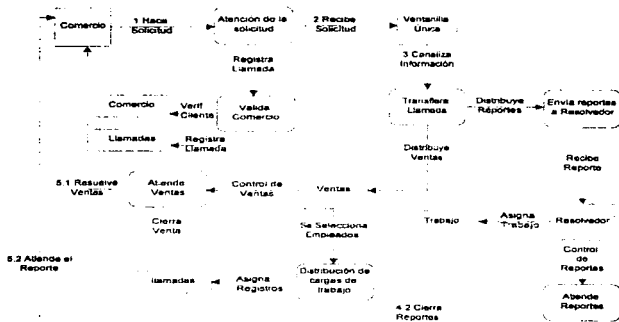 Comercio
1 Hace
Solicitud
Atención de la
solicitud
2 Recibe
Solicitud
Ventanilla
Única
Registra
Llamada
3 Canaliza
Información
Comercio
Verif
Cliente
Valida
Comercio
Transfiera
Llamada
Distribuye
Reportes
Envía reportes
a Resolvedor
Llamadas
Registra
Llamada
Distribuye
Ventas
Recibe
Reporte
5.1 Resuelve
Ventas
Atiende
Ventas
Control de
Ventas
Ventas
Cierra
Venta
Se Selecciona
Empleados
Trabajo
Asigna
Trabajo
Resolvedor
5.2 Atiende el
Reporte
Control
de
Reportes
llamadas
Asigna
Registros
Distribución de
cargas de
trabajo
Atiende
Reportes
4.2 Cierra
Reportes